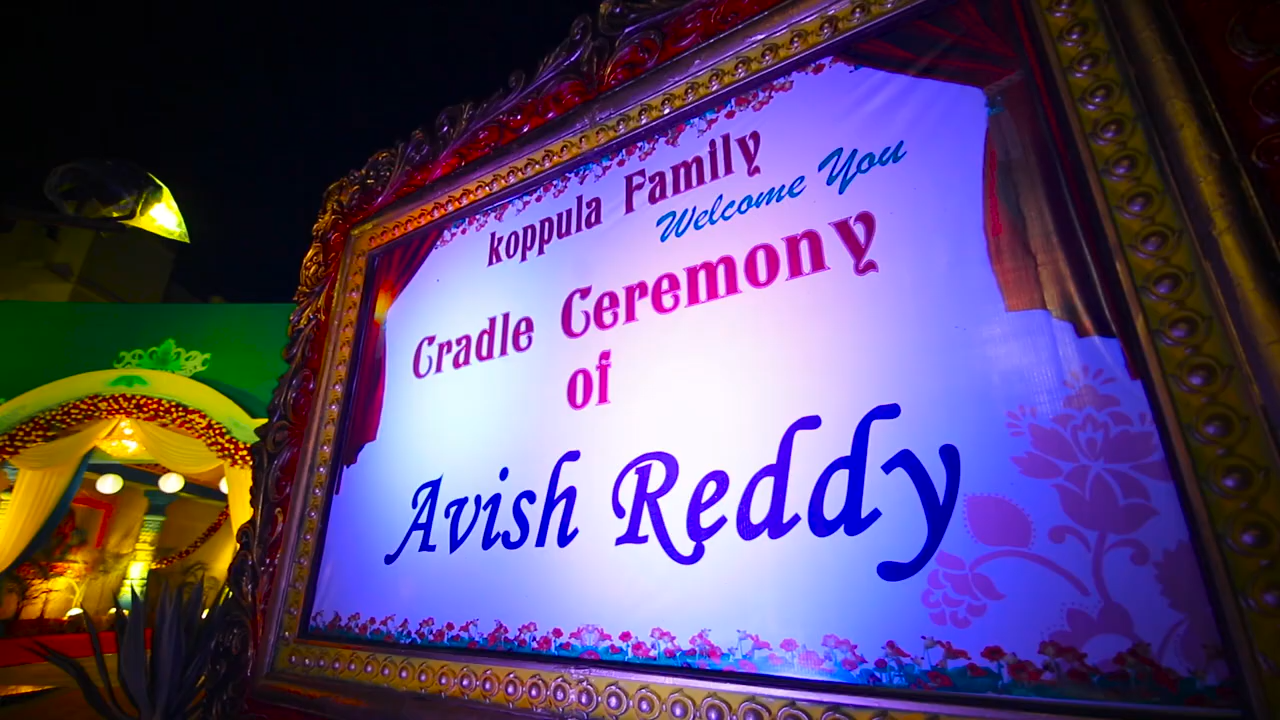 koppula Family
Welcome You
Cradle Ceremony
of
Avish Reddy